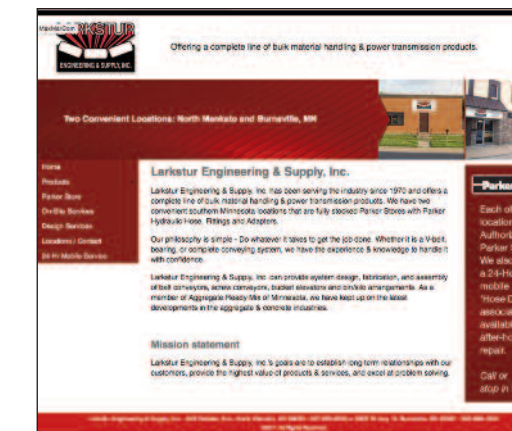 LARKSTUR
ENGINEERING & SUPPLY, INC.
Offering a complete line of bulk material handling & power transmission products.
Two Convenient Locations: North Mankato and Burnsville, MN
Home
Products
Parker Store
On-Site Services
Design Services
Locations / Contact
24 Hr Mobile Service
Larkstur Engineering & Supply, Inc.
Larkstur Engineering & Supply, Inc. has been serving the industry since 1970 and offers a
complete line of bulk material handling & power transmission products. We have two
convenient southern Minnesota locations that are fully stocked Parker Stores with Parker
Hydraulic Hose, Fittings and Adapters.
Our philosophy is simple - Do whatever it takes to get the job done. Whether it is a V-belt,
bearing, or complete conveying system, we have the experience & knowledge to handle it
with confidence.
Larkstur Engineering & Supply, Inc. can provide system design, fabrication, and assembly
of belt conveyors, screw conveyors, bucket elevators and bin/silo arrangements. As a
member of Aggregate Ready Mix of Minnesota, we have kept up on the latest
developments in the aggregate & concrete industries.
Mission statement
Larkstur Engineering & Supply, Inc.'s goals are to establish long term relationships with our
customers, provide the highest value of products & services, and excel at problem solving.
Parker
Each of
location
Authoriz
Parker
We also
a 24-Ho
mobile
"Hose D
associa
availabl
after-ho
repair.
Call or
stop in